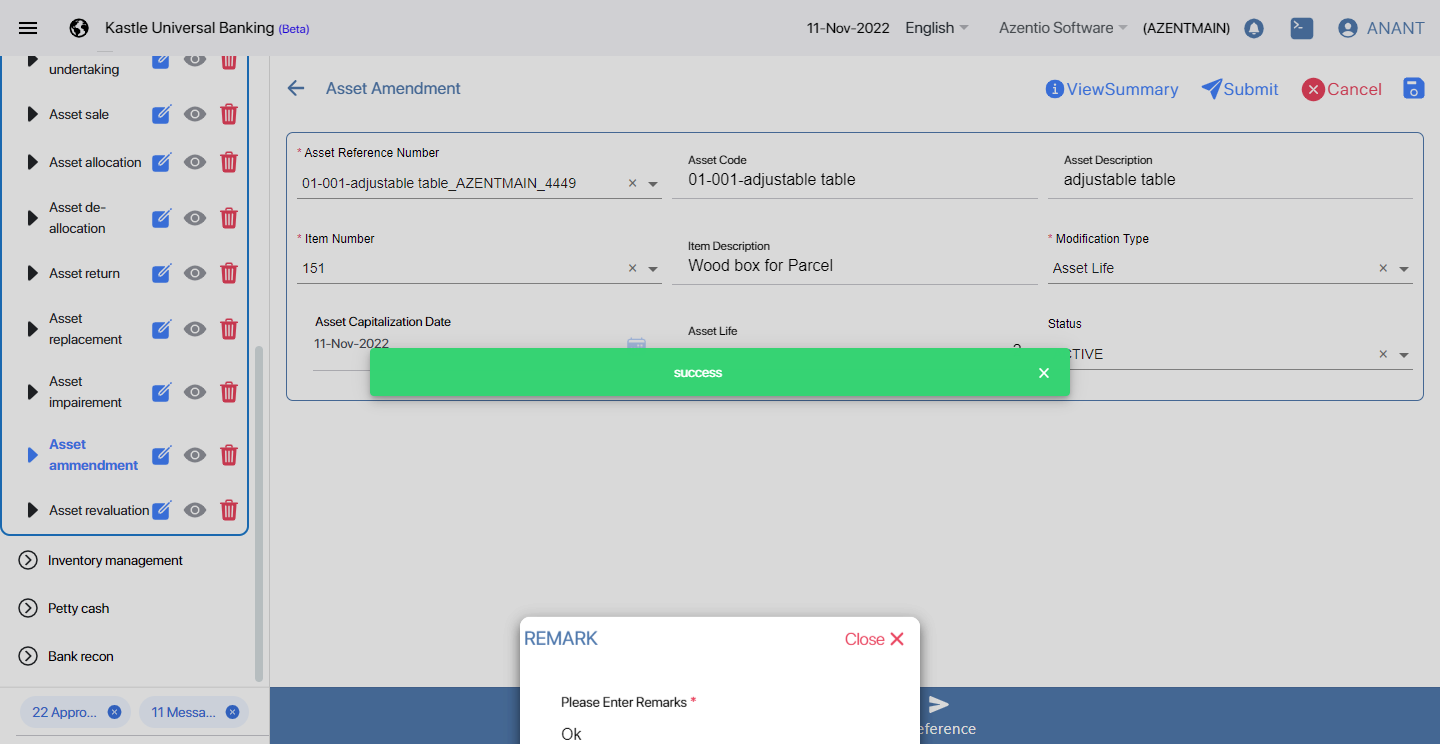 Kastle Universal Banking (Beta)
11-Nov-2022
English
Azentio Software
(AZENTMAIN)
ANANT
undertaking
Asset sale
Asset allocation
Asset de-
allocation
Asset return
Asset
replacement
Asset
impairement
Asset
ammendment
Asset revaluation
Inventory management
Petty cash
Bank recon
22 Appro...
11 Messa...
Asset Amendment
ViewSummary
Submit
Cancel
* Asset Reference Number
01-001-adjustable table_AZENTMAIN_4449
Asset Code
01-001-adjustable table
Asset Description
adjustable table
* Item Number
151
Item Description
Wood box for Parcel
* Modification Type
Asset Life
Asset Capitalization Date
11-Nov-2022
Asset Life
Status
CTIVE
success
REMARK
Close
Please Enter Remarks *
Ok
eference